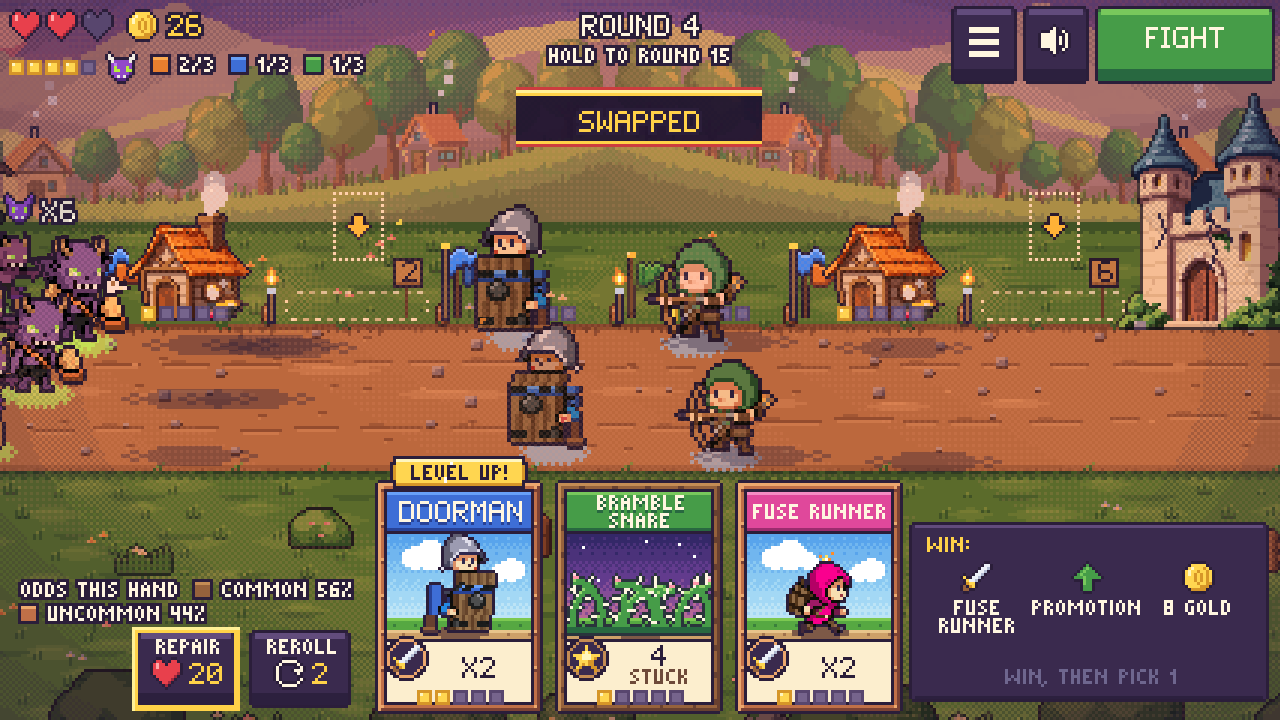 26
2/3
1/3
1/3
ROUND 4
HOLD TO ROUND 15
FIGHT
SWAPPED
X6
2
6
LEVEL UP!
DOORMAN
X2
BRAMBLE
SNARE
4
STUCK
FUSE RUNNER
X2
ODDS THIS HAND COMMON 56%
UNCOMMON 44%
REPAIR
20
REROLL
2
WIN:
FUSE
RUNNER
PROMOTION
8 GOLD
WIN, THEN PICK 1